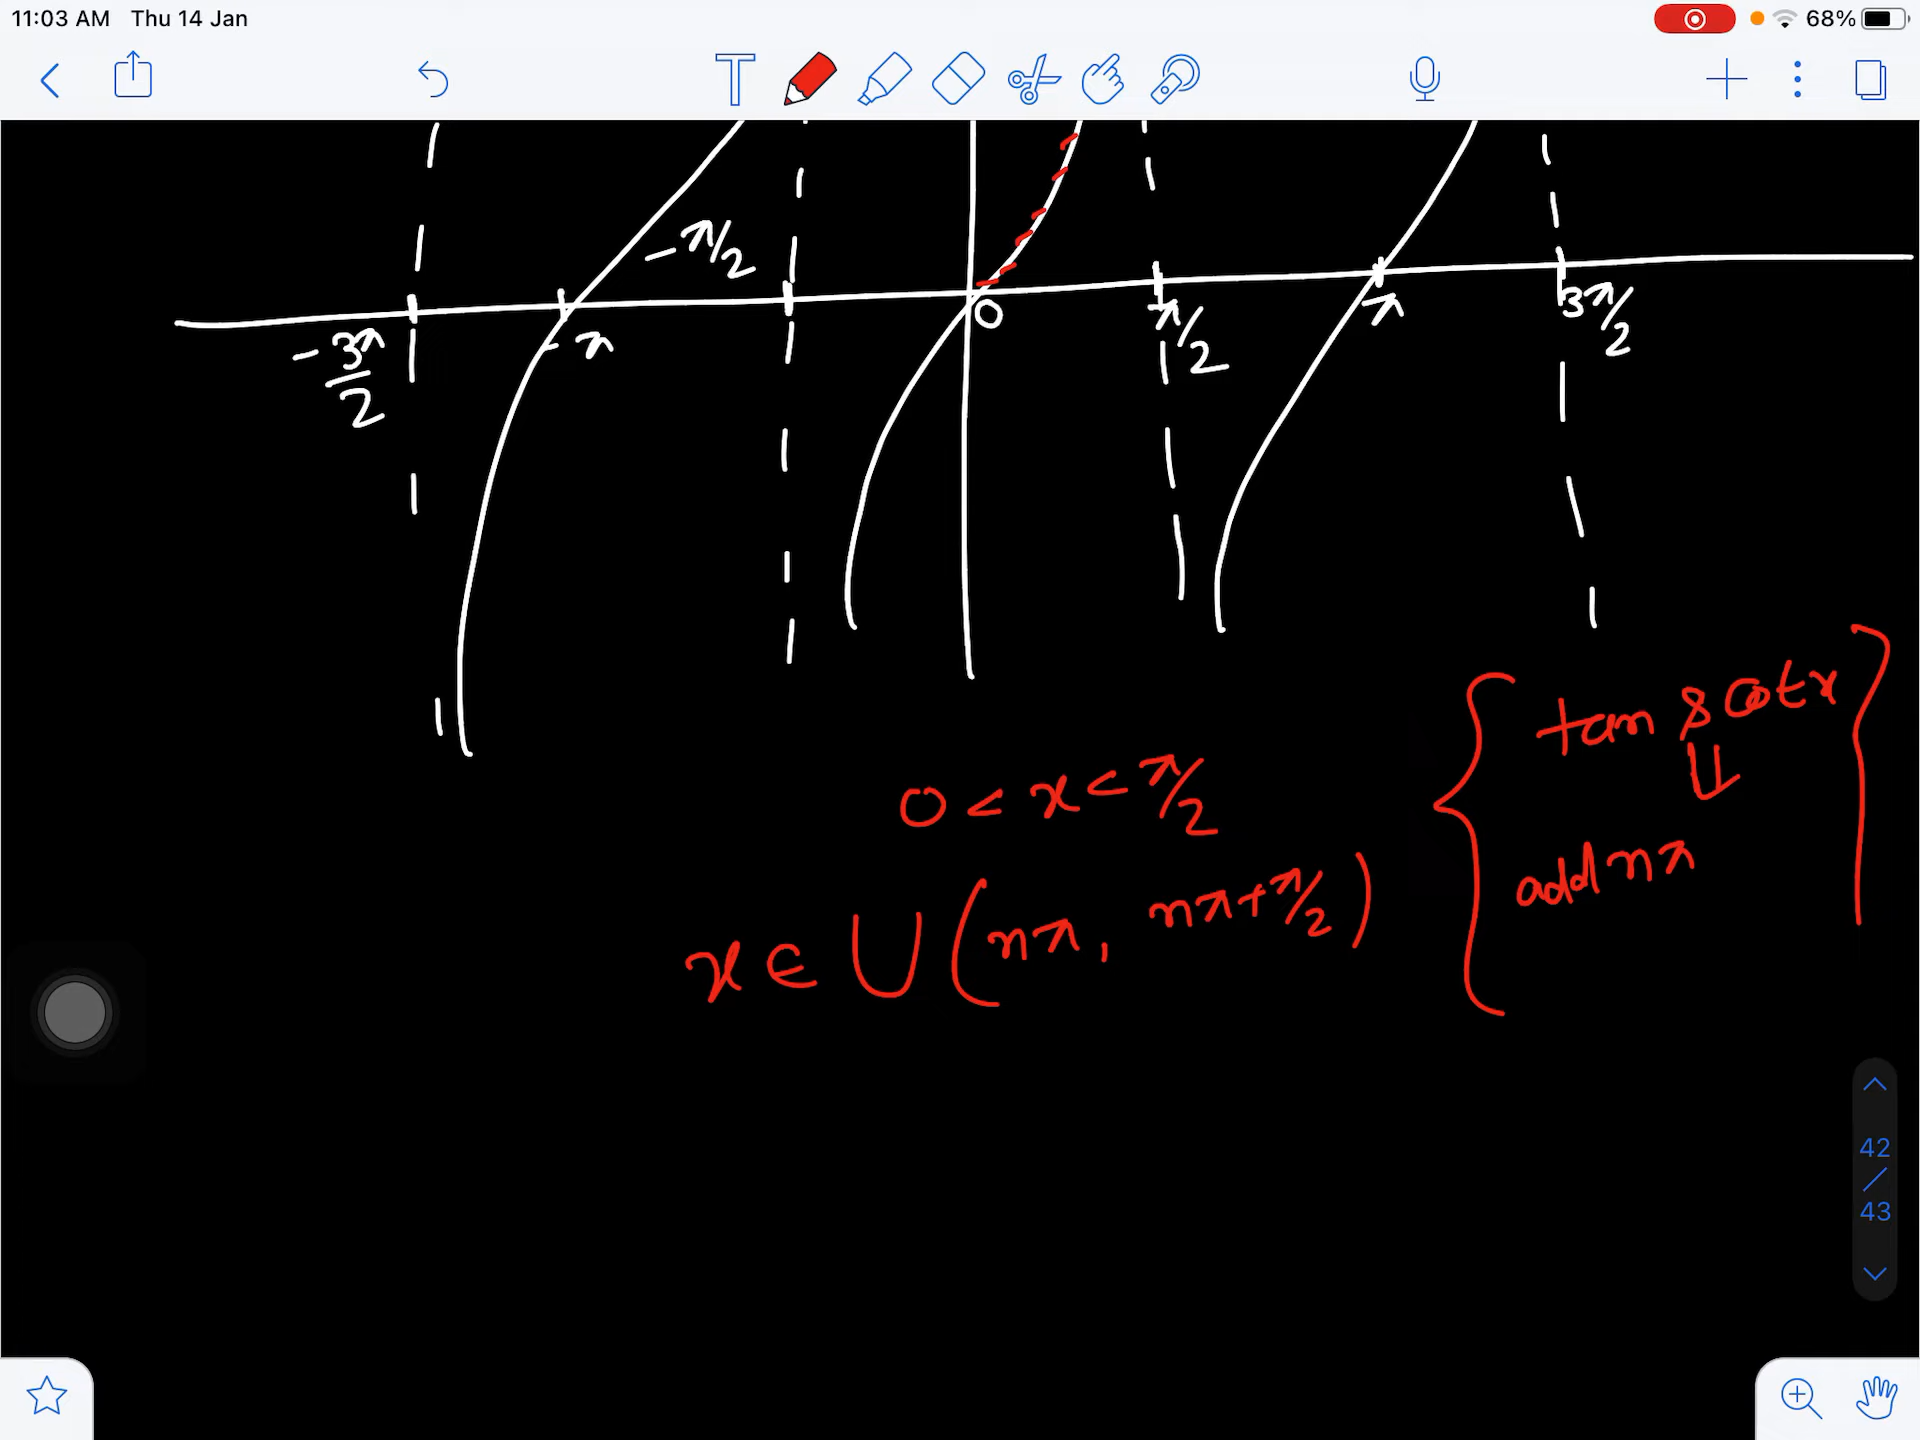 11:03 AM Thu 14 Jan 68%
T
-π/2
0
π/2
π
3π/2
-3π/2
-π
tan & cot x
⇓
0 < x < π/2
add nπ
x ∈ ∪ (nπ, nπ+π/2)
42
/
43